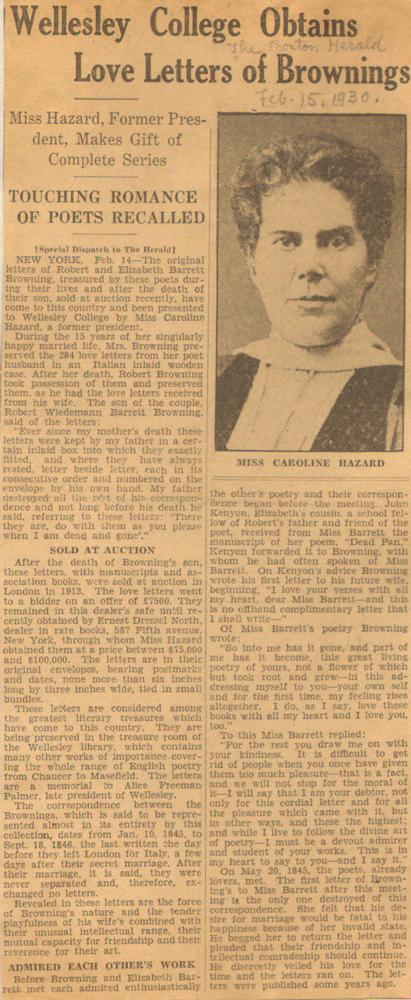 Wellesley College Obtains
The Boston Herald
Love Letters of Brownings
Feb. 15, 1930.
Miss Hazard, Former Pres-
dent, Makes Gift of
Complete Series
TOUCHING ROMANCE
OF POETS RECALLED
[Special Dispatch to The Herald]
NEW YORK, Feb. 14—The original
letters of Robert and Elizabeth Barrett
Browning, treasured by these poets dur-
ing their lives and after the death of
their son, sold at auction recently, have
come to this country and been presented
to Wellesley College by Miss Caroline
Hazard, a former president.
During the 15 years of her singularly
happy married life, Mrs. Browning pre-
served the 284 love letters from her poet
husband in an Italian inlaid wooden
case. After her death, Robert Browning
took possession of them and preserved
them, as he had the love letters received
from his wife. The son of the couple,
Robert Wiedemann Barrett Browning,
said of the letters:
"Ever since my mother's death these
letters were kept by my father in a cer-
tain inlaid box into which they exactly
fitted, and where they have always
rested, letter beside letter, each in its
consecutive order and numbered on the
envelope by his own hand. My father
destroyed all the rest of his correspon-
dence and not long before his death he
said, referring to these letters: 'There
they are, do with them as you please
when I am dead and gone'."
SOLD AT AUCTION
After the death of Browning's son,
these letters, with manuscripts and as-
sociation books, were sold at auction in
London in 1913. The love letters went
to a bidder on an offer of £7500. They
remained in this dealer's safe until re-
cently obtained by Ernest Dressel North,
dealer in rare books, 587 Fifth avenue,
New York, through whom Miss Hazard
obtained them at a price between $75,000
and $100,000. The letters are in their
original envelopes, bearing postmarks
and dates, none more than six inches
long by three inches wide, tied in small
bundles.
These letters are considered among
the greatest literary treasures which
have come to this country. They are
being preserved in the treasure room of
the Wellesley library, which contains
many other works of importance cover-
ing the whole range of English poetry
from Chaucer to Masefield. The letters
are a memorial to Alice Freeman
Palmer, late president of Wellesley.
The correspondence between the
Brownings, which is said to be repre-
sented almost in its entirety by this
collection, dates from Jan. 10, 1845, to
Sept. 18, 1846, the last written the day
before they left London for Italy, a few
days after their secret marriage. After
their marriage, it is said, they were
never separated and, therefore, ex-
changed no letters.
Revealed in these letters are the force
of Browning's nature and the tender
playfulness of his wife's combined with
their unusual intellectual range, their
mutual capacity for friendship and their
reverence for their art.
ADMIRED EACH OTHER'S WORK
Before Browning and Elizabeth Bar-
rett met each admired enthusiastically
MISS CAROLINE HAZARD
the other's poetry and their correspon-
dence began before the meeting. John
Kenyon, Elizabeth's cousin, a school fel-
low of Robert's father and friend of the
poet, received from Miss Barrett the
manuscript of her poem, "Dead Pan."
Kenyon forwarded it to Browning, with
whom he had often spoken of Miss
Barrett. On Kenyon's advice Browning
wrote his first letter to his future wife,
beginning, "I love your verses with all
my heart, dear Miss Barrett—and this
is no offhand complimentary letter that
I shall write—"
Of Miss Barrett's poetry Browning
wrote:
"So into me has it gone, and part of
me has it become, this great living
poetry of yours, not a flower of which
but took root and grew—in this ad-
dressing myself to you—your own self
and for the first time, my feeling rises
altogether. I do, as I say, love these
books with all my heart and I love you,
too."
To this Miss Barrett replied:
"For the rest you draw me on with
your kindness. It is difficult to get
rid of people when you once have given
them too much pleasure—that is a fact,
and we will not stop for the moral of
it—I will say that I am your debtor, not
only for this cordial letter and for all
the pleasure which came with it, but
in other ways, and these the highest;
and while I live to follow the divine art
of poetry—I must be a devout admirer
and student of your works. This is in
my heart to say to you—and I say it."
On May 20, 1845, the poets, already
lovers, met. The first letter of Brown-
ing's to Miss Barrett after this meet-
ing is the only one destroyed of this
correspondence. She felt that his de-
sire for marriage would be fatal to his
happiness because of her invalid state.
He begged her to return the letter and
pleaded that their friendship and in-
tellectual comradeship should continue.
He discreetly veiled his love for the
time and the letters ran on. The let-
ters were published some years ago.